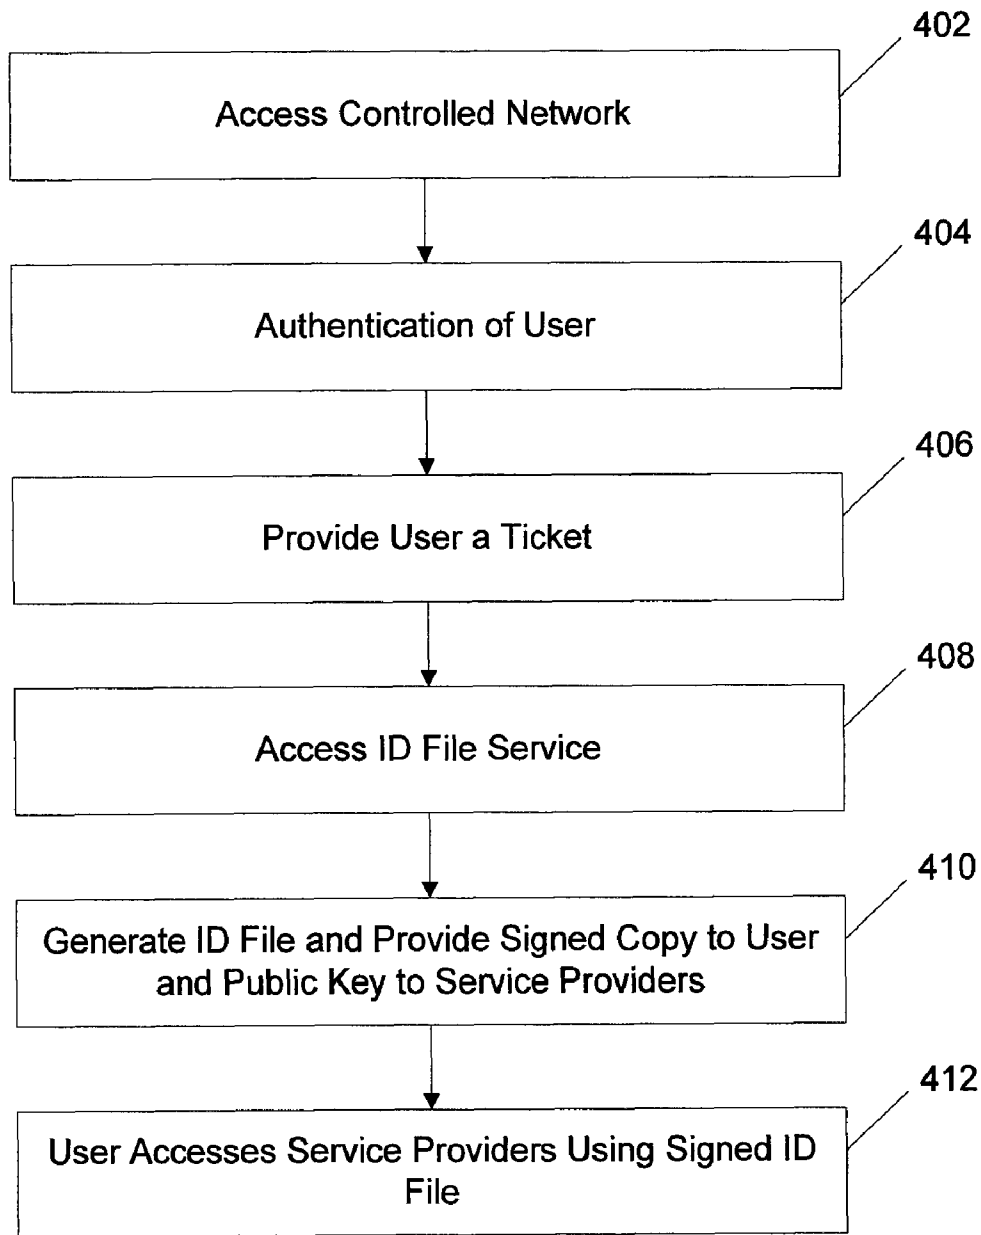 402
Access Controlled Network
404
Authentication of User
406
Provide User a Ticket
408
Access ID File Service
410
Generate ID File and Provide Signed Copy to User
and Public Key to Service Providers
412
User Accesses Service Providers Using Signed ID
File